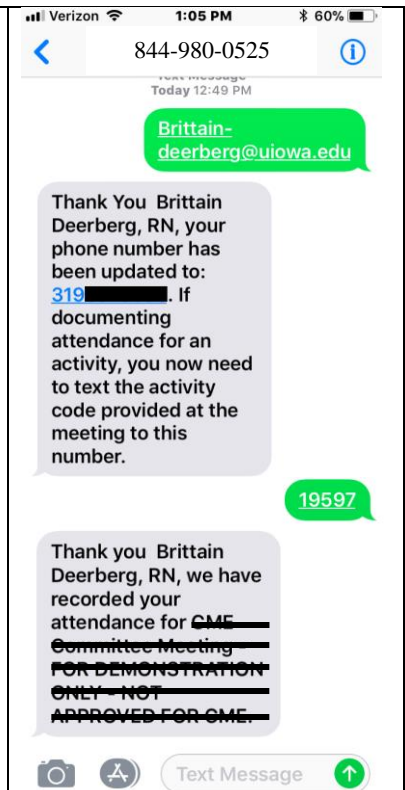 Verizon 1:05 PM 60%
844-980-0525
Text Message
Today 12:49 PM
Brittain-
deerberg@uiowa.edu
Thank You Brittain
Deerberg, RN, your
phone number has
been updated to:
319 . If
documenting
attendance for an
activity, you now need
to text the activity
code provided at the
meeting to this
number.
19597
Thank you Brittain
Deerberg, RN, we have
recorded your
attendance for CME
Committee Meeting -
FOR DEMONSTRATION
ONLY - NOT
APPROVED FOR CME.
Text Message